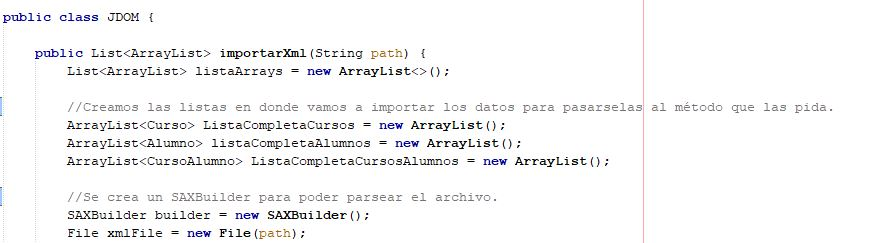 public class JDOM {
public List<ArrayList> importarXml(String path) {
List<ArrayList> listaArrays = new ArrayList<>();
//Creamos las listas en donde vamos a importar los datos para pasarselas al método que las pida.
ArrayList<Curso> ListaCompletaCursos = new ArrayList();
ArrayList<Alumno> listaCompletaAlumnos = new ArrayList();
ArrayList<CursoAlumno> ListaCompletaCursosAlumnos = new ArrayList();
//Se crea un SAXBuilder para poder parsear el archivo.
SAXBuilder builder = new SAXBuilder();
File xmlFile = new File(path);